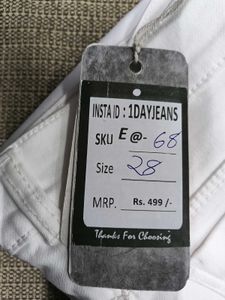 INSTA ID : 1DAYJEANS
SKU E @- 68
Size 28
MRP. Rs. 499 /-
Thanks For Choosing